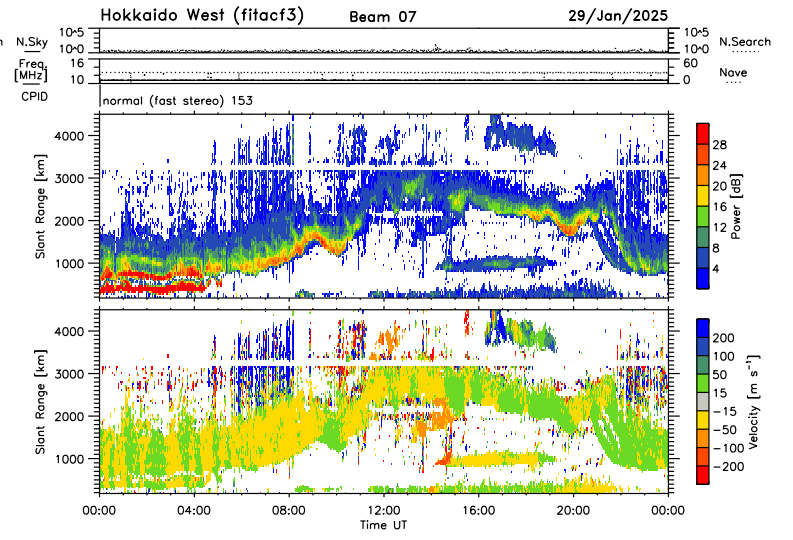 Hokkaido West (fitacf3) Beam 07 29/Jan/2025
N.Sky 10^5 10^0 10^5 10^0 N.Search
Freq. [MHz] 16 10 60 0 Nave
CPID normal (fast stereo) 153
Slant Range [km] 4000 3000 2000 1000
Power [dB] 28 24 20 16 12 8 4
Slant Range [km] 4000 3000 2000 1000
Velocity [m s⁻¹] 200 100 50 15 −15 −50 −100 −200
00:00 04:00 08:00 12:00 16:00 20:00 00:00
Time UT